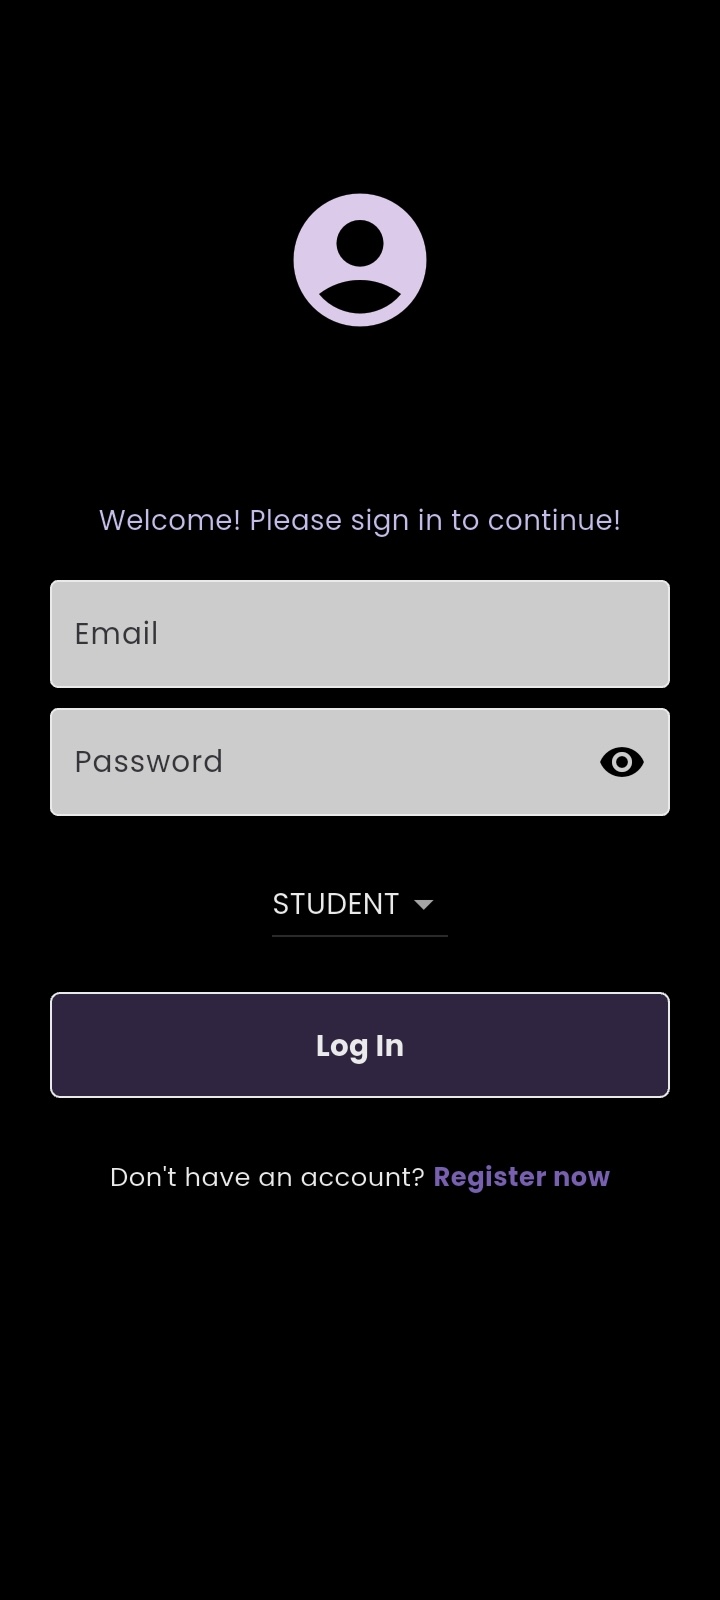 Welcome! Please sign in to continue!
Email
Password
STUDENT
Log In
Don't have an account? Register now